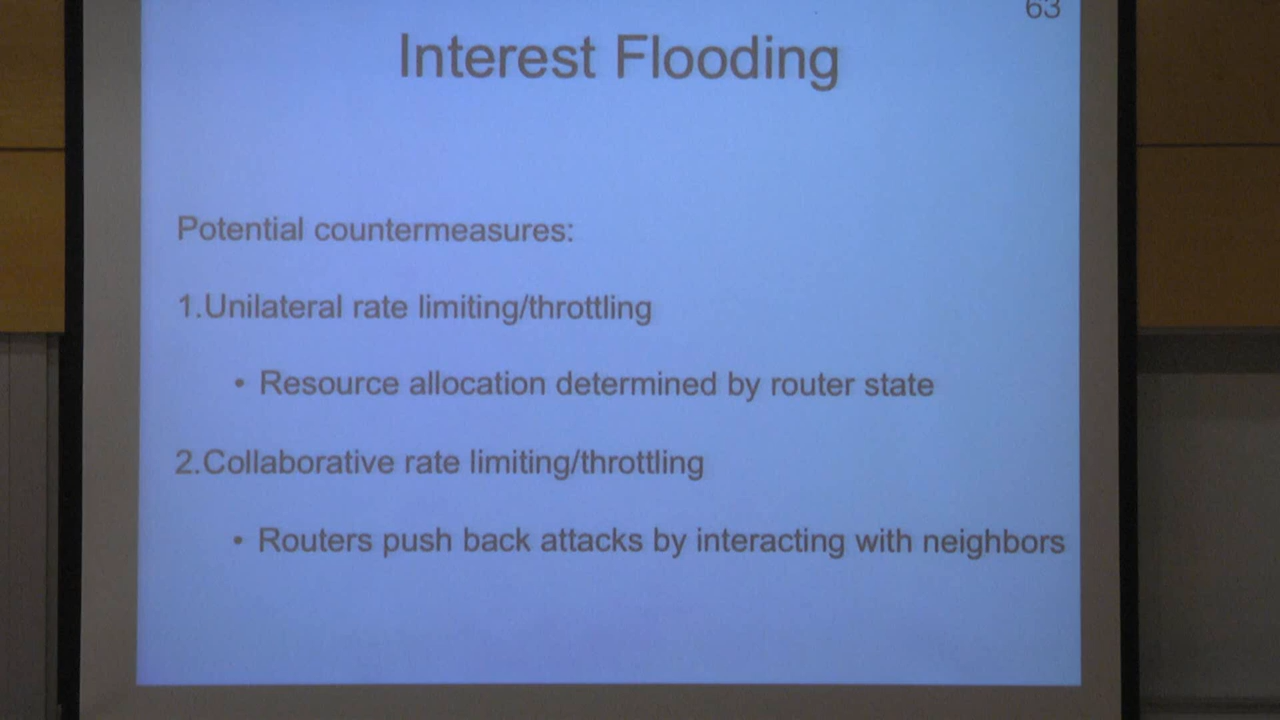 63
Interest Flooding
Potential countermeasures:
1.Unilateral rate limiting/throttling
• Resource allocation determined by router state
2.Collaborative rate limiting/throttling
• Routers push back attacks by interacting with neighbors